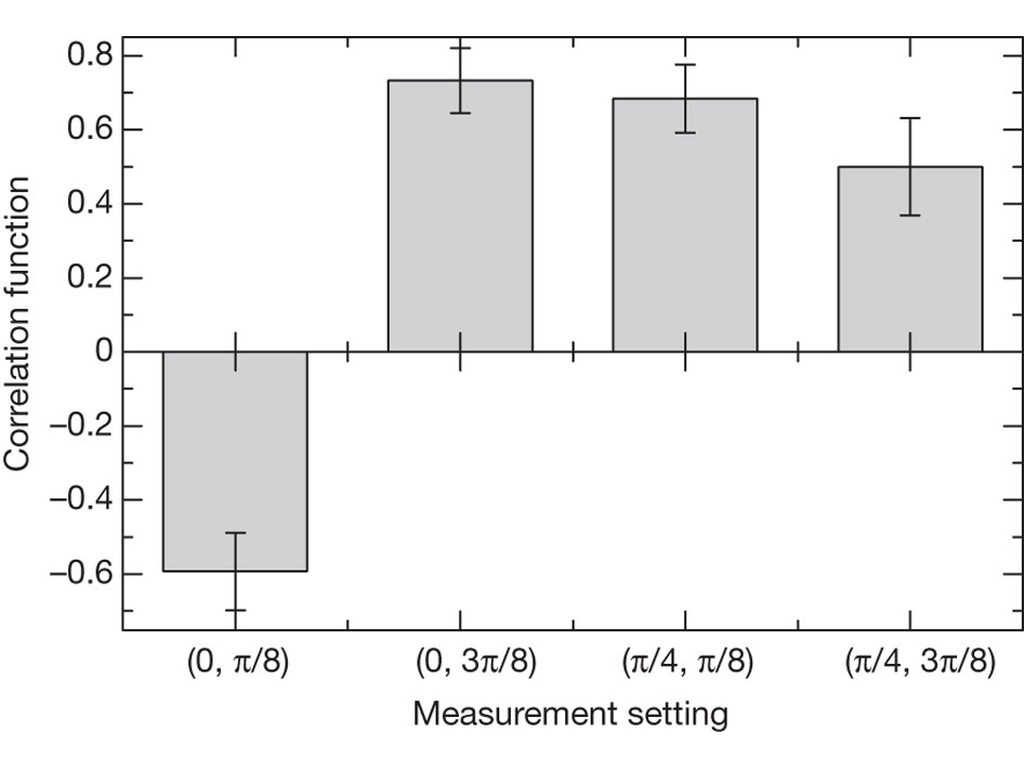 Correlation function
0.8
0.6
0.4
0.2
0
−0.2
−0.4
−0.6
(0, π/8) (0, 3π/8) (π/4, π/8) (π/4, 3π/8)
Measurement setting